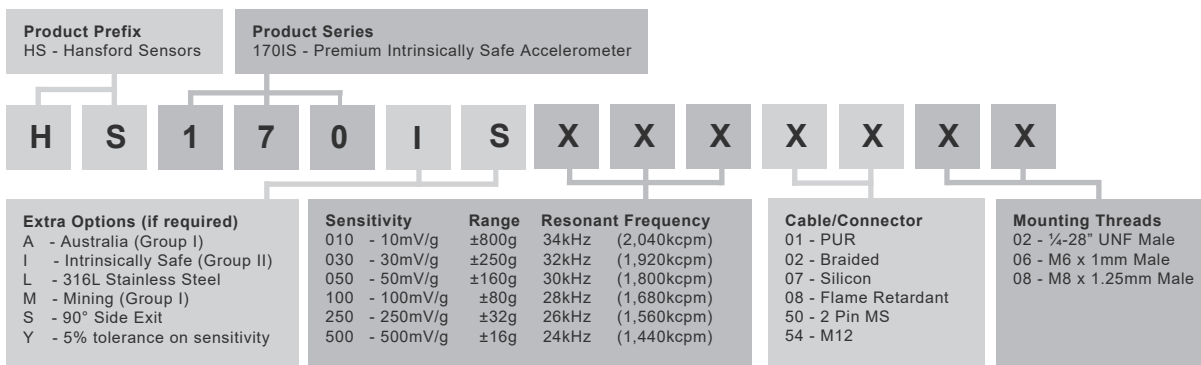 Product Prefix
HS - Hansford Sensors
Product Series
170IS - Premium Intrinsically Safe Accelerometer
H S 1 7 0 I S X X X X X X X
Extra Options (if required)
A - Australia (Group I)
I - Intrinsically Safe (Group II)
L - 316L Stainless Steel
M - Mining (Group I)
S - 90° Side Exit
Y - 5% tolerance on sensitivity
Sensitivity Range Resonant Frequency
010 - 10mV/g ±800g 34kHz (2,040kcpm)
030 - 30mV/g ±250g 32kHz (1,920kcpm)
050 - 50mV/g ±160g 30kHz (1,800kcpm)
100 - 100mV/g ±80g 28kHz (1,680kcpm)
250 - 250mV/g ±32g 26kHz (1,560kcpm)
500 - 500mV/g ±16g 24kHz (1,440kcpm)
Cable/Connector
01 - PUR
02 - Braided
07 - Silicon
08 - Flame Retardant
50 - 2 Pin MS
54 - M12
Mounting Threads
02 - ¼-28” UNF Male
06 - M6 x 1mm Male
08 - M8 x 1.25mm Male